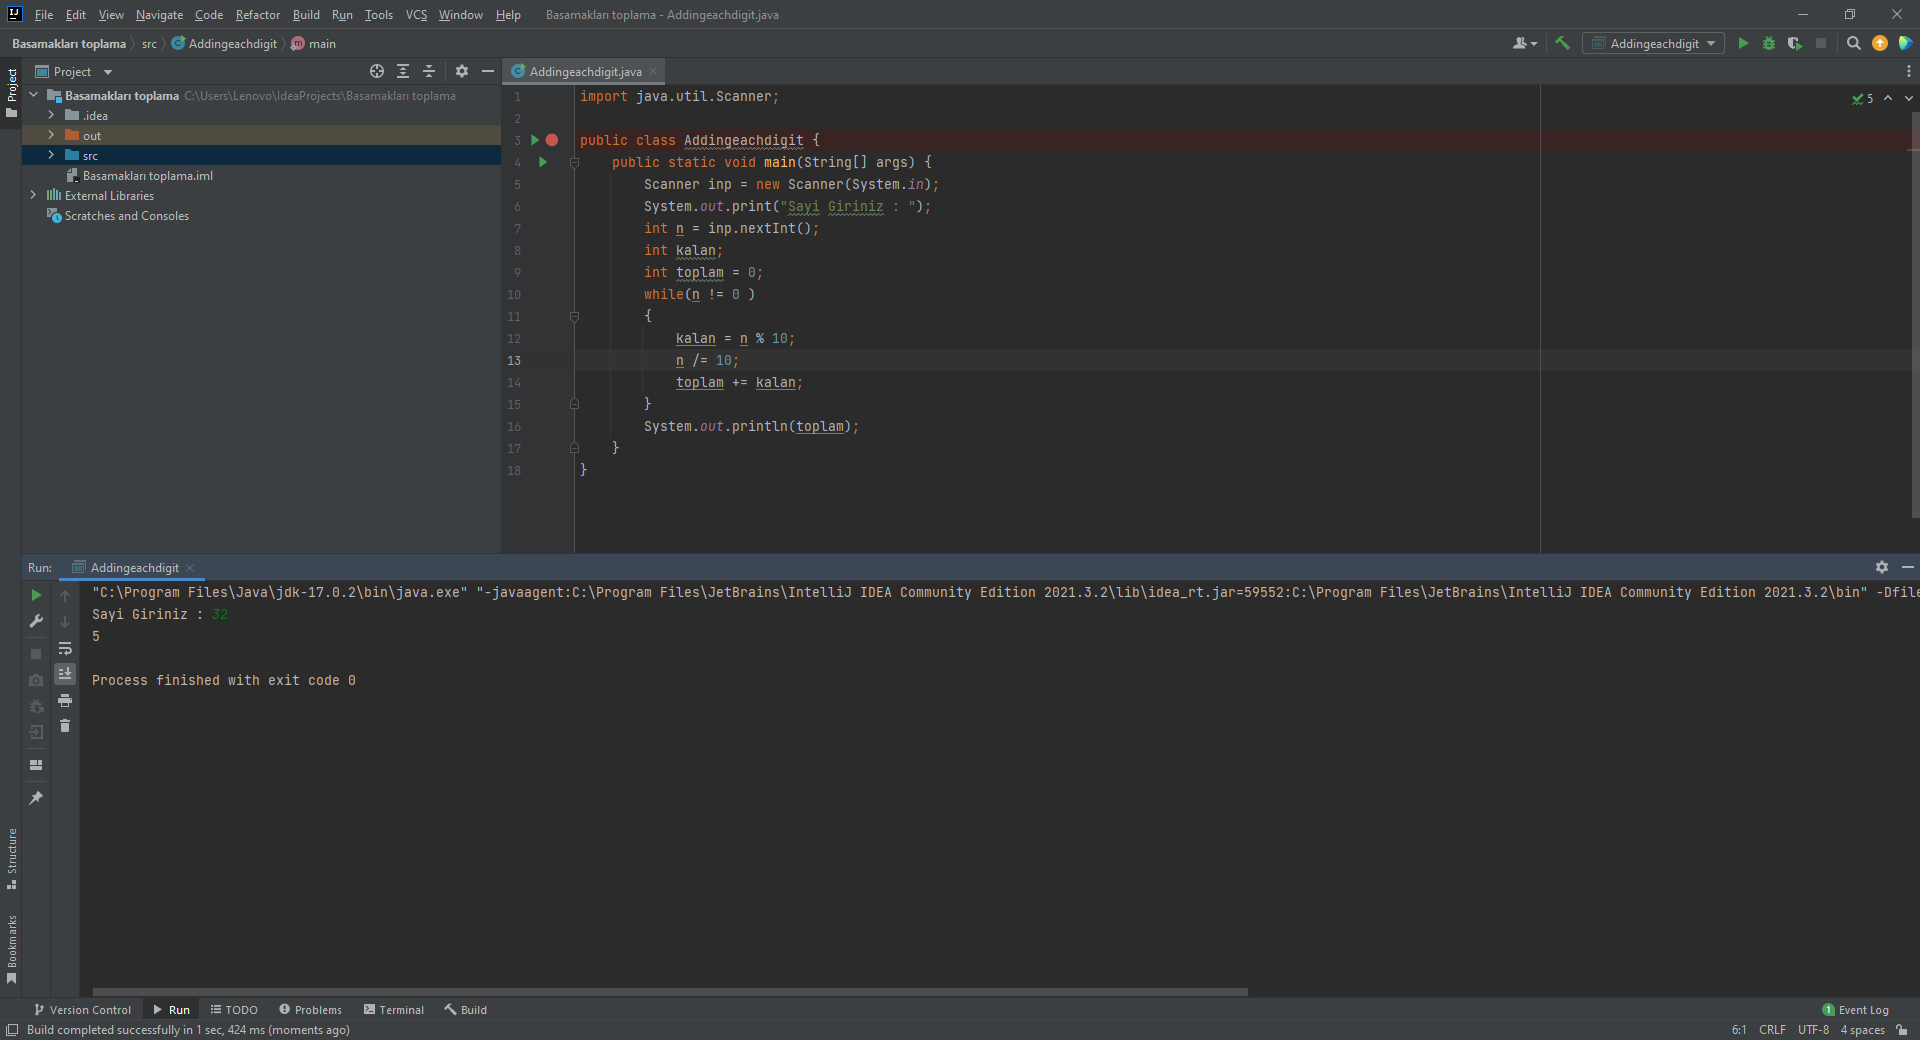 File Edit View Navigate Code Refactor Build Run Tools VCS Window Help Basamakları toplama - Addingeachdigit.java
Basamakları toplama src Addingeachdigit main
Addingeachdigit
Project
Project
Addingeachdigit.java
Basamakları toplama C:\Users\Lenovo\IdeaProjects\Basamakları toplama
.idea
out
src
Basamakları toplama.iml
External Libraries
Scratches and Consoles
5
1 import java.util.Scanner;
2
3 public class Addingeachdigit {
4 public static void main(String[] args) {
5 Scanner inp = new Scanner(System.in);
6 System.out.print("Sayi Giriniz : ");
7 int n = inp.nextInt();
8 int kalan;
9 int toplam = 0;
10 while(n != 0 )
11 {
12 kalan = n % 10;
13 n /= 10;
14 toplam += kalan;
15 }
16 System.out.println(toplam);
17 }
18 }
Run: Addingeachdigit
"C:\Program Files\Java\jdk-17.0.2\bin\java.exe" "-javaagent:C:\Program Files\JetBrains\IntelliJ IDEA Community Edition 2021.3.2\lib\idea_rt.jar=59552:C:\Program Files\JetBrains\IntelliJ IDEA Community Edition 2021.3.2\bin" -Dfile
Sayi Giriniz : 32
5
Process finished with exit code 0
Structure
Bookmarks
Version Control Run TODO Problems Terminal Build 1 Event Log
Build completed successfully in 1 sec, 424 ms (moments ago) 6:1 CRLF UTF-8 4 spaces